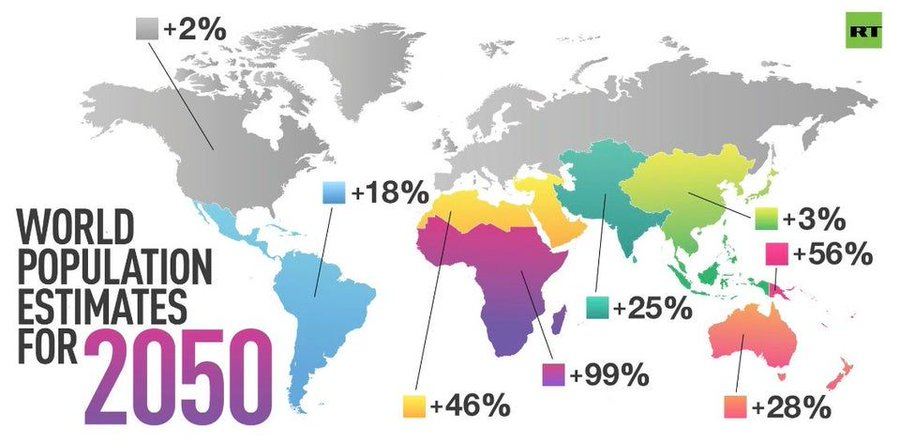 +2%
RT
+18%
WORLD
POPULATION
ESTIMATES
FOR 2050
+3%
+56%
+25%
+99%
+46%
+28%